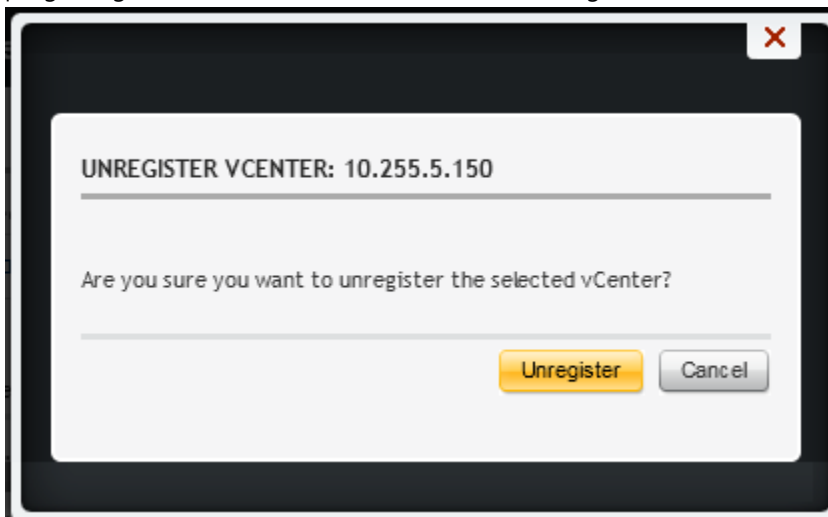 UNREGISTER VCENTER: 10.255.5.150
Are you sure you want to unregister the selected vCenter?
Unregister Cancel